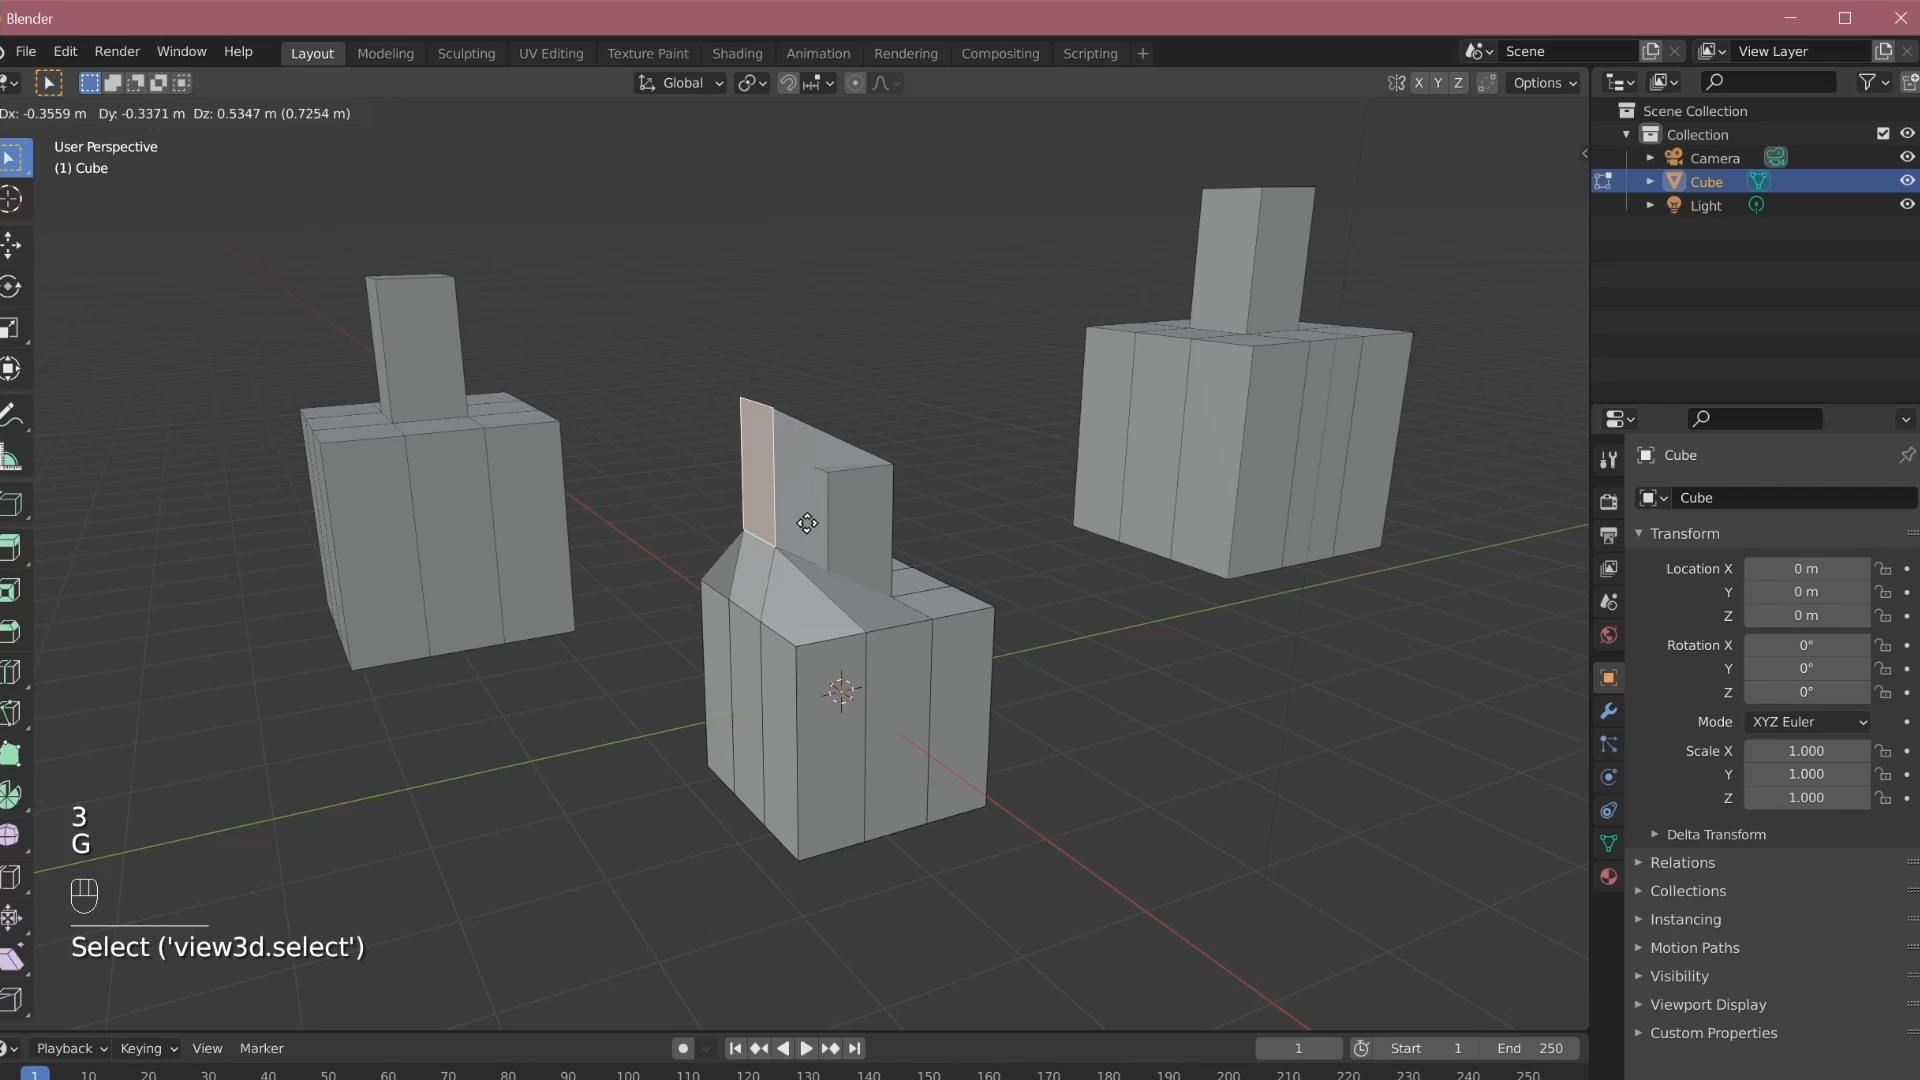 Blender
File Edit Render Window Help
Layout Modeling Sculpting UV Editing Texture Paint Shading Animation Rendering Compositing Scripting +
Scene
View Layer
Global
X Y Z
Options
Dx: -0.3559 m Dy: -0.3371 m Dz: 0.5347 m (0.7254 m)
User Perspective
(1) Cube
3
G
Select ('view3d.select')
Scene Collection
Collection
Camera
Cube
Light
Cube
Cube
Transform
Location X 0 m
Y 0 m
Z 0 m
Rotation X 0°
Y 0°
Z 0°
Mode XYZ Euler
Scale X 1.000
Y 1.000
Z 1.000
Delta Transform
Relations
Collections
Instancing
Motion Paths
Visibility
Viewport Display
Custom Properties
Playback Keying View Marker
1
Start 1 End 250
1 10 20 30 40 50 60 70 80 90 100 110 120 130 140 150 160 170 180 190 200 210 220 230 240 250